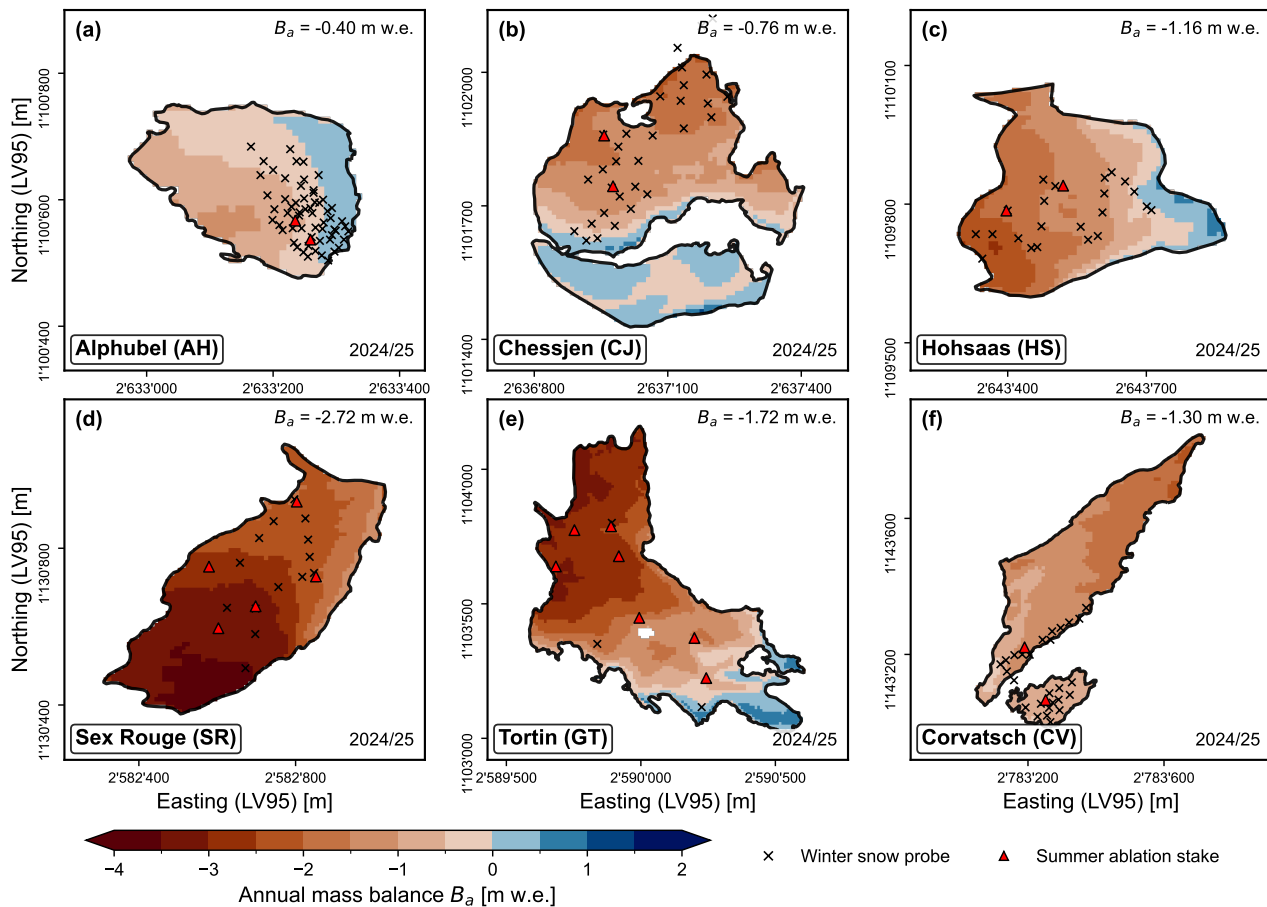 (a)
Bₐ = -0.40 m w.e.
Northing (LV95) [m]
1'100'800
1'100'600
1'100'400
Alphubel (AH)
2024/25
2'633'000
2'633'200
2'633'400
(b)
Bₐ = -0.76 m w.e.
1'102'000
1'101'700
1'101'400
Chessjen (CJ)
2024/25
2'636'800
2'637'100
2'637'400
(c)
Bₐ = -1.16 m w.e.
1'110'100
1'109'800
1'109'500
Hohsaas (HS)
2024/25
2'643'400
2'643'700
(d)
Bₐ = -2.72 m w.e.
Northing (LV95) [m]
1'130'800
1'130'400
Sex Rouge (SR)
2024/25
2'582'400
2'582'800
Easting (LV95) [m]
(e)
Bₐ = -1.72 m w.e.
1'104'000
1'103'500
1'103'000
Tortin (GT)
2024/25
2'589'500
2'590'000
2'590'500
Easting (LV95) [m]
(f)
Bₐ = -1.30 m w.e.
1'143'600
1'143'200
Corvatsch (CV)
2024/25
2'783'200
2'783'600
Easting (LV95) [m]
−4 −3 −2 −1 0 1 2
Annual mass balance Bₐ [m w.e.]
Winter snow probe
Summer ablation stake